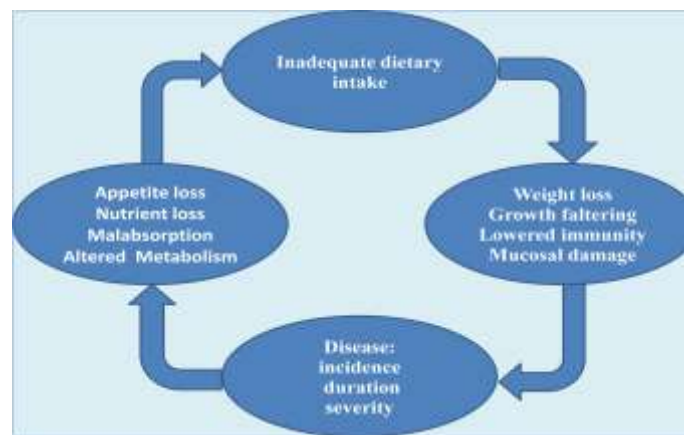 Inadequate dietary
intake
Weight loss
Growth faltering
Lowered immunity
Mucosal damage
Disease:
incidence
duration
severity
Appetite loss
Nutrient loss
Malabsorption
Altered Metabolism